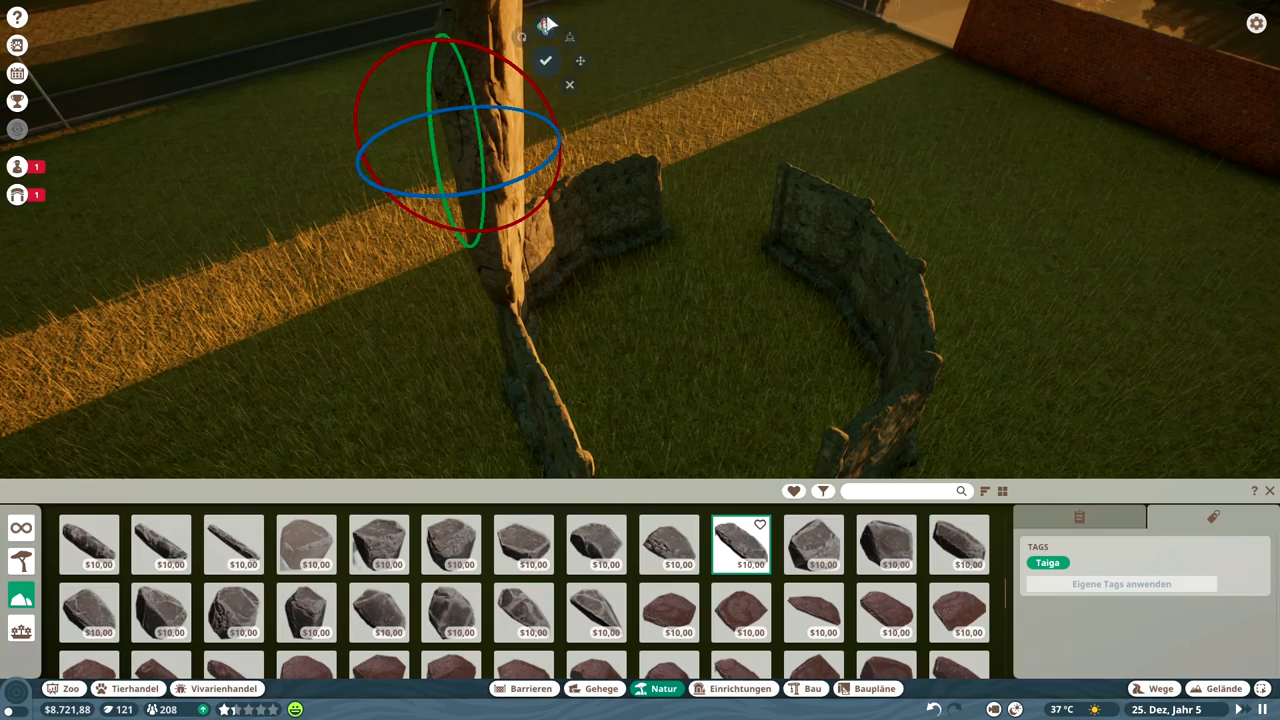 ?
1
1
? 
$10,00 $10,00 $10,00 $10,00 $10,00 $10,00 $10,00 $10,00 $10,00 $10,00 $10,00 $10,00 $10,00
$10,00 $10,00 $10,00 $10,00 $10,00 $10,00 $10,00 $10,00 $10,00 $10,00 $10,00 $10,00 $10,00
TAGS
Taiga
Eigene Tags anwenden
Zoo Tierhandel Vivarienhandel Barrieren Gehege Natur Einrichtungen Bau Baupläne Wege Gelände
$8.721,88 121 208 37 °C 25. Dez, Jahr 5